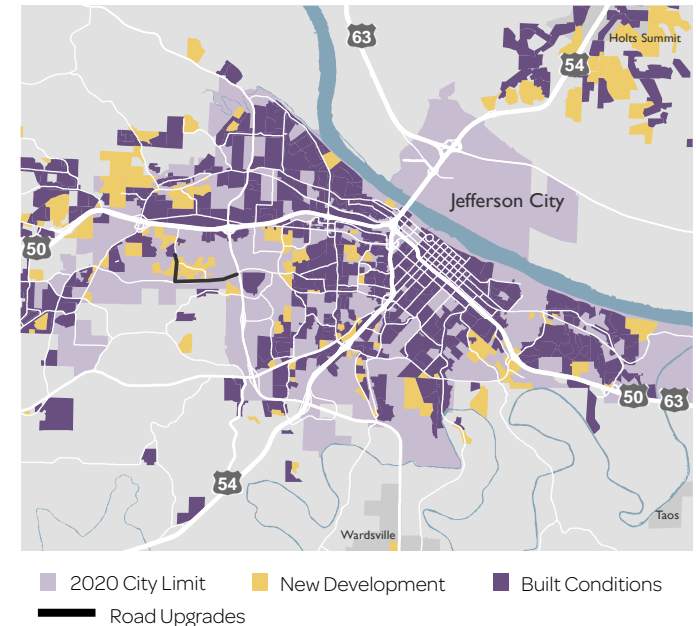 63
Holts Summit
54
Jefferson City
50
50
63
54
Taos
Wardsville
2020 City Limit
New Development
Built Conditions
Road Upgrades